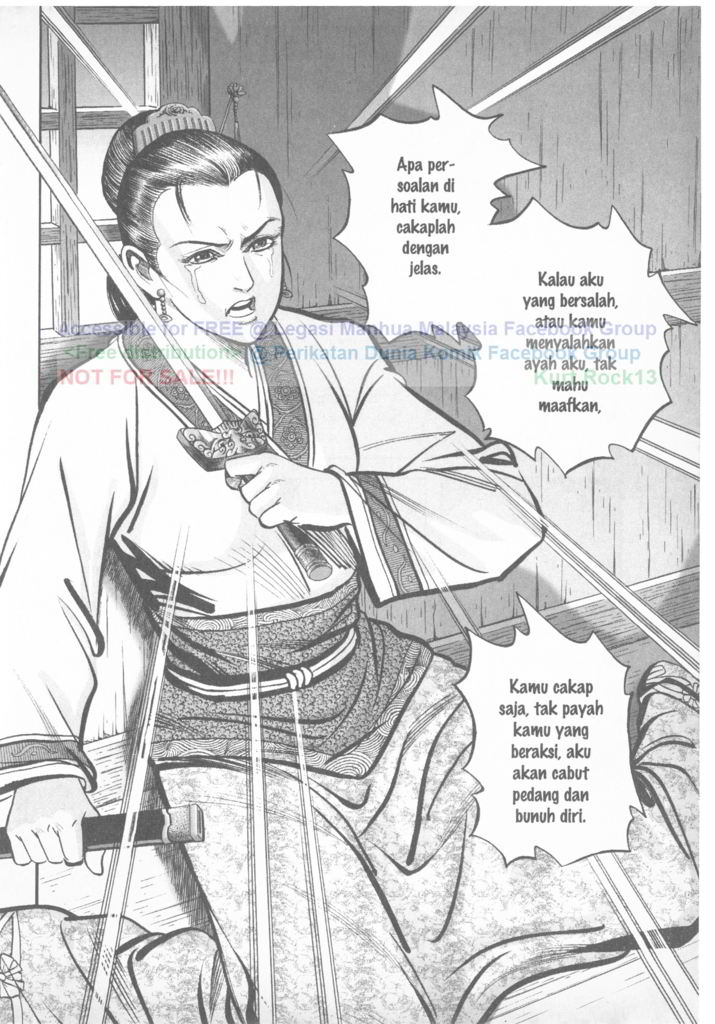 Apa per-
soalan di
hati kamu,
cakaplah
dengan
jelas.
Kalau aku
yang bersalah,
atau kamu
menyalahkan
ayah aku, tak
mahu
maafkan,
Accessible for FREE @ Legasi Manhua Malaysia Facebook Group
<Free distribution> @ Perikatan Dunia Komik Facebook Group
NOT FOR SALE!!! Kurt Rock13
Kamu cakap
saja, tak payah
kamu yang
beraksi, aku
akan cabut
pedang dan
bunuh diri.